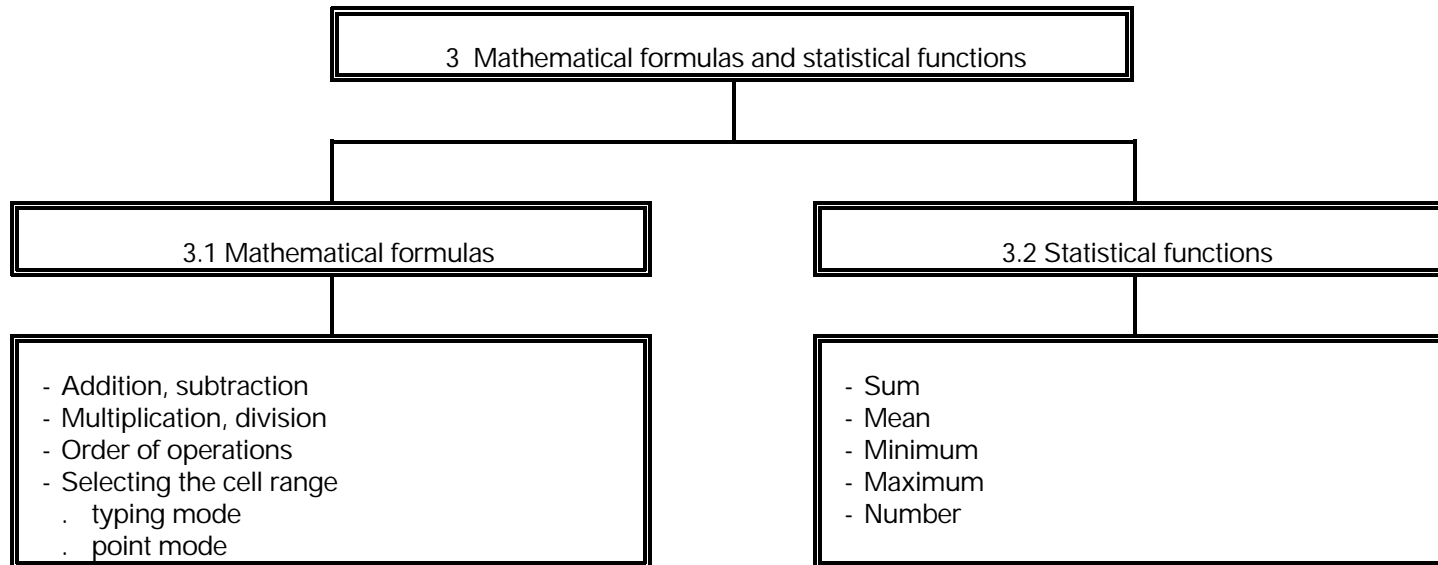 3 Mathematical formulas and statistical functions
3.1 Mathematical formulas
3.2 Statistical functions
- Addition, subtraction
- Multiplication, division
- Order of operations
- Selecting the cell range
. typing mode
. point mode
- Sum
- Mean
- Minimum
- Maximum
- Number